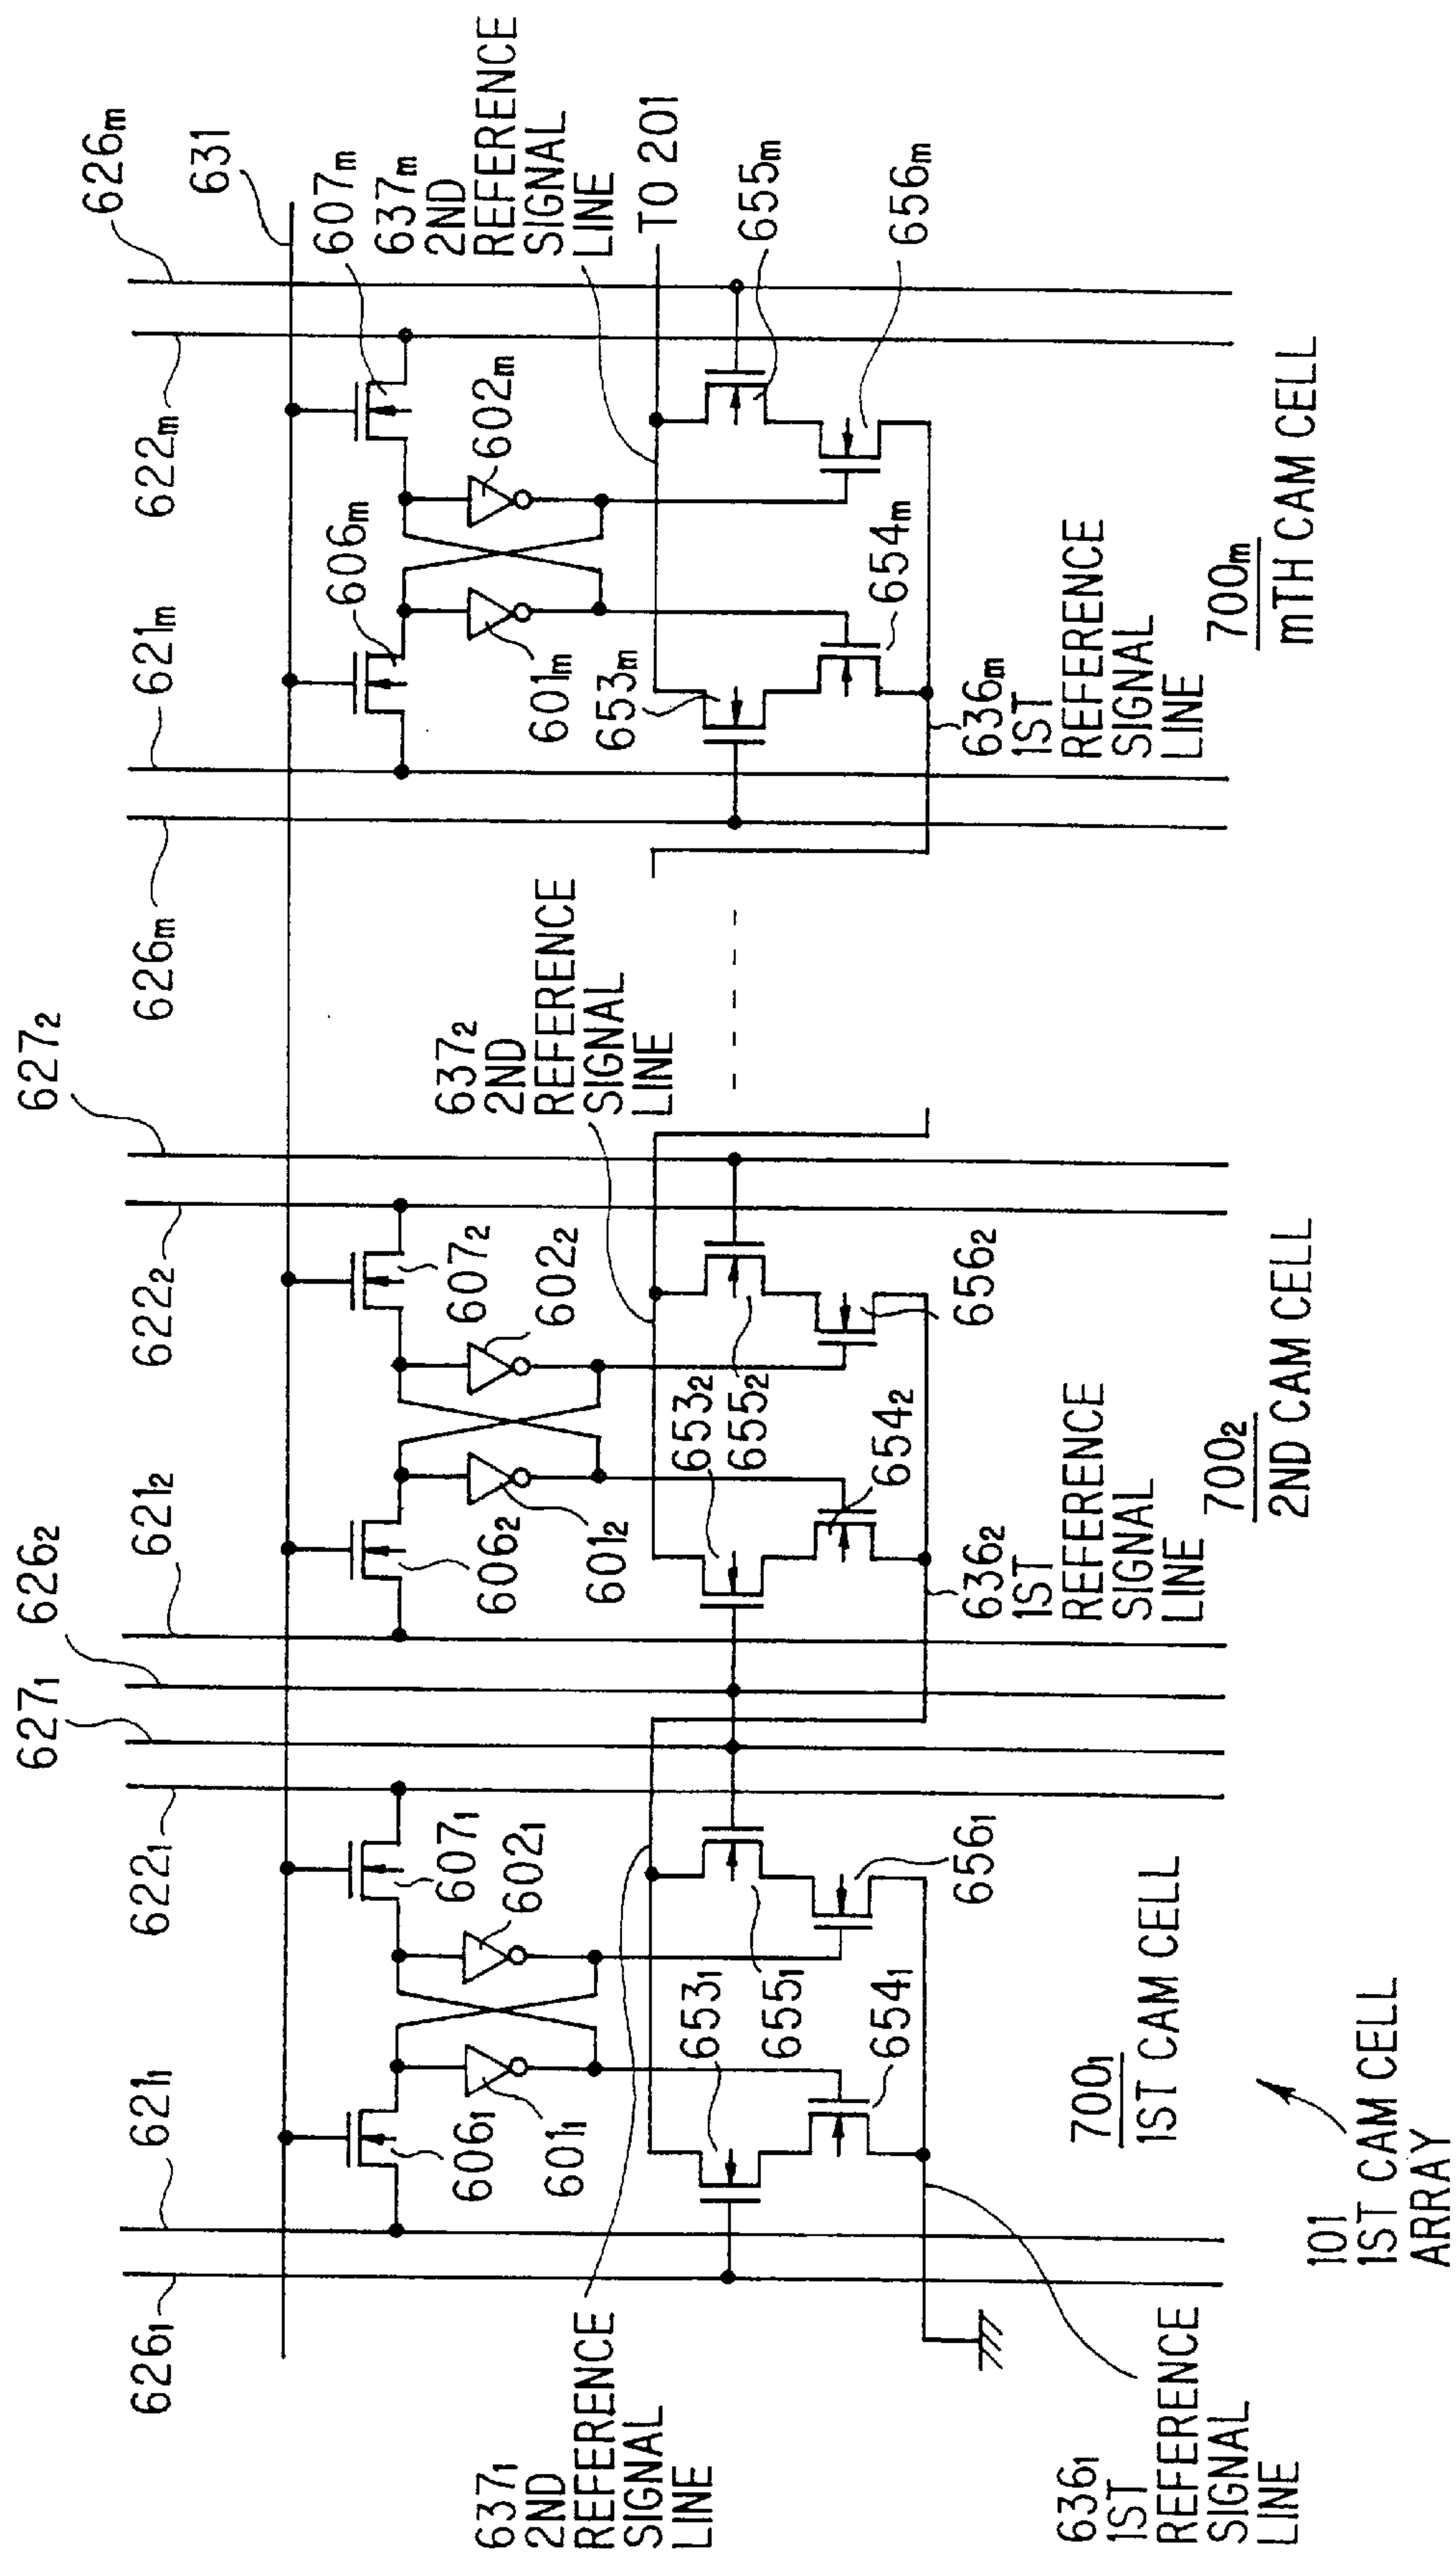 626₁
621₁
622₁
627₁
626₂
621₂
622₂
627₂
626m
621m
622m
626m
631
606₁
607₁
606₂
607₂
606m
607m
601₁
602₁
601₂
602₂
601m
602m
637₁
2ND
REFERENCE
SIGNAL
LINE
637₂
2ND
REFERENCE
SIGNAL
LINE
637m
2ND
REFERENCE
SIGNAL
LINE
TO 201
653₁
655₁
654₁
656₁
653₂
655₂
654₂
656₂
653m
655m
654m
656m
636₁
1ST
REFERENCE
SIGNAL
LINE
636₂
1ST
REFERENCE
SIGNAL
LINE
636m
1ST
REFERENCE
SIGNAL
LINE
700₁
1ST CAM CELL
700₂
2ND CAM CELL
700m
mTH CAM CELL
101
1ST CAM CELL
ARRAY